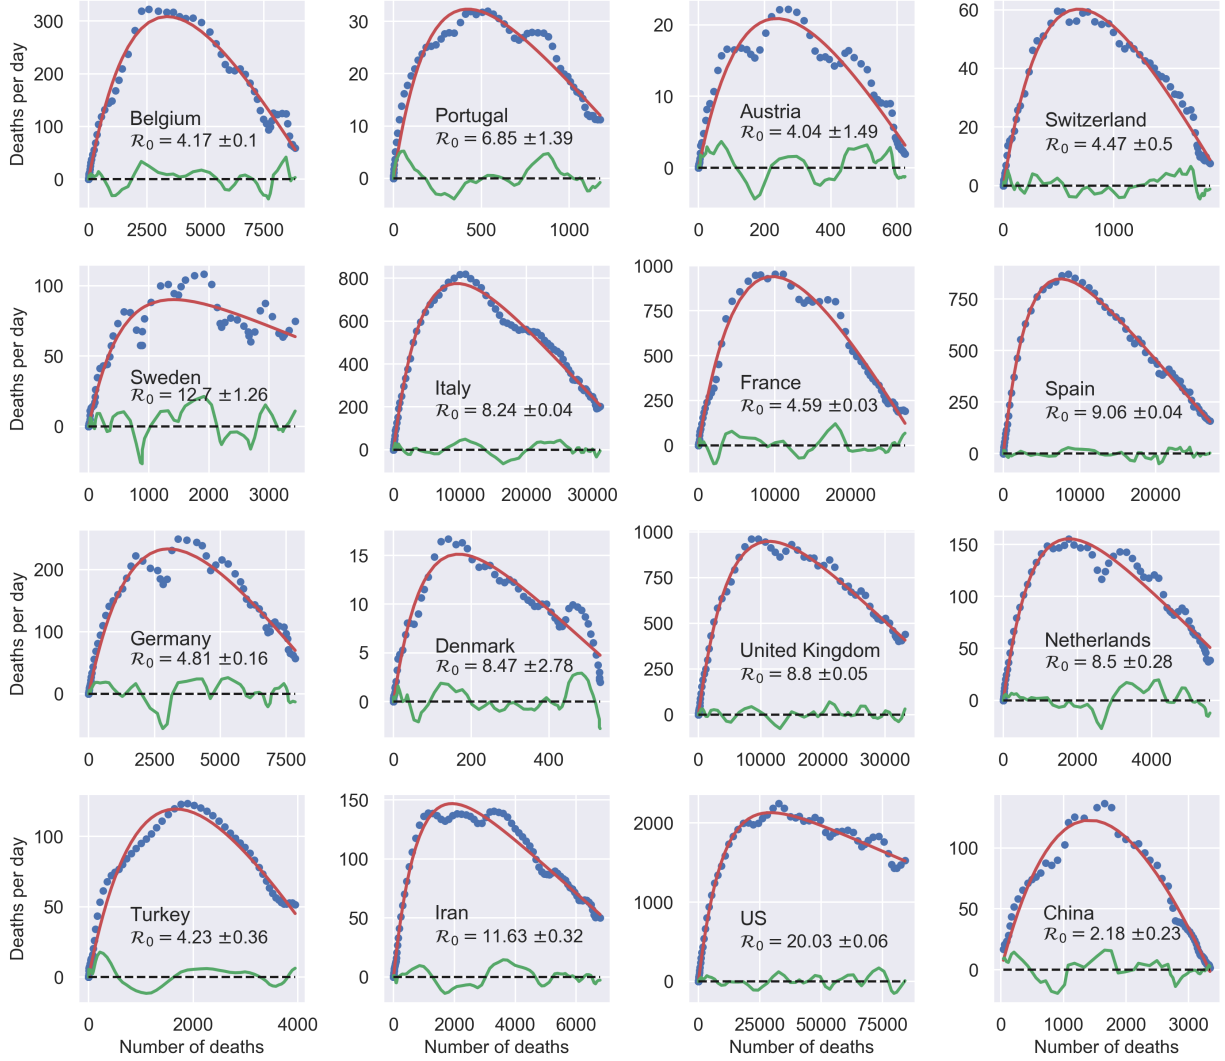 Deaths per day
300
200
100
0
Belgium
R₀ = 4.17 ±0.1
0 2500 5000 7500
30
20
10
0
Portugal
R₀ = 6.85 ±1.39
0 500 1000
20
10
0
Austria
R₀ = 4.04 ±1.49
0 200 400 600
60
40
20
0
Switzerland
R₀ = 4.47 ±0.5
0 1000
Deaths per day
100
50
0
Sweden
R₀ = 12.7 ±1.26
0 1000 2000 3000
800
600
400
200
0
Italy
R₀ = 8.24 ±0.04
0 10000 20000 30000
1000
750
500
250
0
France
R₀ = 4.59 ±0.03
0 10000 20000
750
500
250
0
Spain
R₀ = 9.06 ±0.04
0 10000 20000
Deaths per day
200
100
0
Germany
R₀ = 4.81 ±0.16
0 2500 5000 7500
15
10
5
0
Denmark
R₀ = 8.47 ±2.78
0 200 400
1000
750
500
250
0
United Kingdom
R₀ = 8.8 ±0.05
0 10000 20000 30000
150
100
50
0
Netherlands
R₀ = 8.5 ±0.28
0 2000 4000
Deaths per day
100
50
0
Turkey
R₀ = 4.23 ±0.36
0 2000 4000
Number of deaths
150
100
50
0
Iran
R₀ = 11.63 ±0.32
0 2000 4000 6000
Number of deaths
2000
1000
0
US
R₀ = 20.03 ±0.06
0 25000 50000 75000
Number of deaths
100
50
0
China
R₀ = 2.18 ±0.23
0 1000 2000 3000
Number of deaths